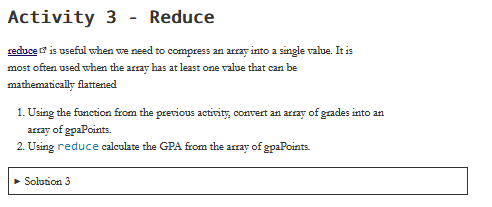 Activity 3 - Reduce
reduce is useful when we need to compress an array into a single value. It is
most often used when the array has at least one value that can be
mathematically flattened
1. Using the function from the previous activity, convert an array of grades into an
array of gpaPoints.
2. Using reduce calculate the GPA from the array of gpaPoints.
▶ Solution 3